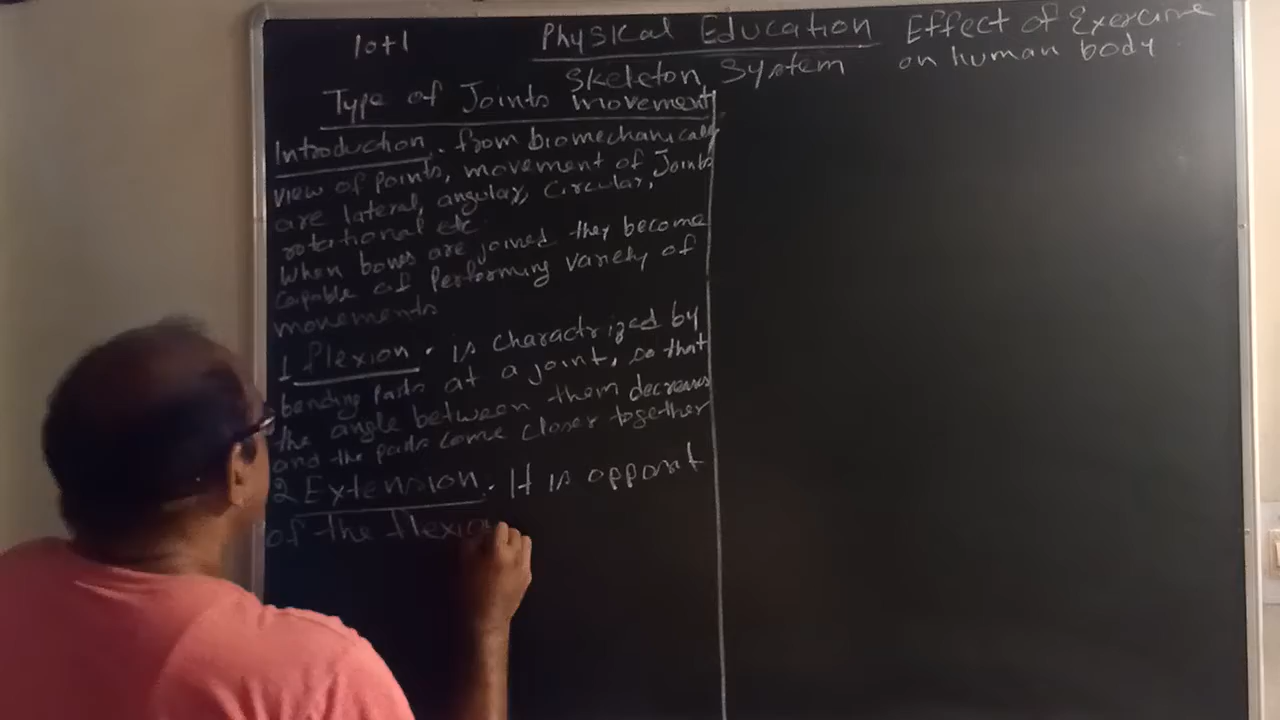 10+1
Physical Education
Effect of Exercise
on human body
Skeleton System
Type of Joints movement
Introduction. from biomechanically
view of points, movement of Joints
are lateral, angular, Circular,
rotational etc
When bones are joined they become
capable of Performing variety of
movements
1 flexion. is charactrized by
bending parts at a joint, so that
the angle between them decreases
and the parts come closer together
2 Extension. It is opposit
of the flexion